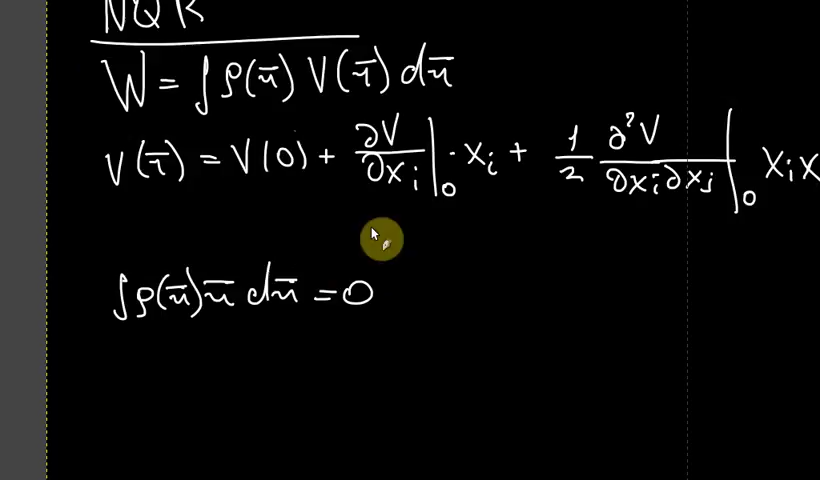 NQR
W = ∫ρ(r̄) V(r̄) dr̄
V(r̄) = V(0) + ∂V/∂xᵢ|₀ · xᵢ + 1/2 ∂²V/∂xᵢ∂xⱼ|₀ xᵢx
∫ρ(r̄)r̄ dr̄ = 0